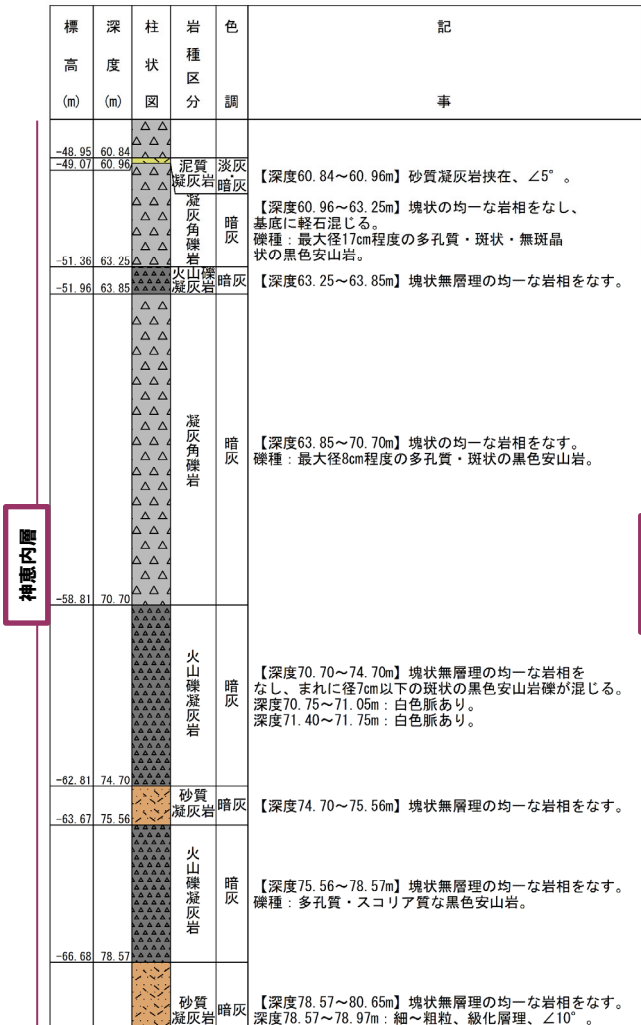 標高(m) 深度(m) 柱状図 岩種区分 色調 記事
-48.95 60.84
-49.07 60.96 泥質凝灰岩 淡灰・暗灰 【深度60.84～60.96m】砂質凝灰岩挟在、∠5°。
-51.36 63.25 凝灰角礫岩 暗灰 【深度60.96～63.25m】塊状の均一な岩相をなし、
基底に軽石混じる。
礫種：最大径17cm程度の多孔質・斑状・無斑晶
状の黒色安山岩。
-51.96 63.85 火山礫凝灰岩 暗灰 【深度63.25～63.85m】塊状無層理の均一な岩相をなす。
-58.81 70.70 凝灰角礫岩 暗灰 【深度63.85～70.70m】塊状の均一な岩相をなす。
礫種：最大径8cm程度の多孔質・斑状の黒色安山岩。
神恵内層
-62.81 74.70 火山礫凝灰岩 暗灰 【深度70.70～74.70m】塊状無層理の均一な岩相を
なし、まれに径7cm以下の斑状の黒色安山岩礫が混じる。
深度70.75～71.05m：白色脈あり。
深度71.40～71.75m：白色脈あり。
-63.67 75.56 砂質凝灰岩 暗灰 【深度74.70～75.56m】塊状無層理の均一な岩相をなす。
-66.68 78.57 火山礫凝灰岩 暗灰 【深度75.56～78.57m】塊状無層理の均一な岩相をなす。
礫種：多孔質・スコリア質な黒色安山岩。
砂質凝灰岩 暗灰 【深度78.57～80.65m】塊状無層理の均一な岩相をなす。
深度78.57～78.97m：細～粗粒、級化層理、∠10°。